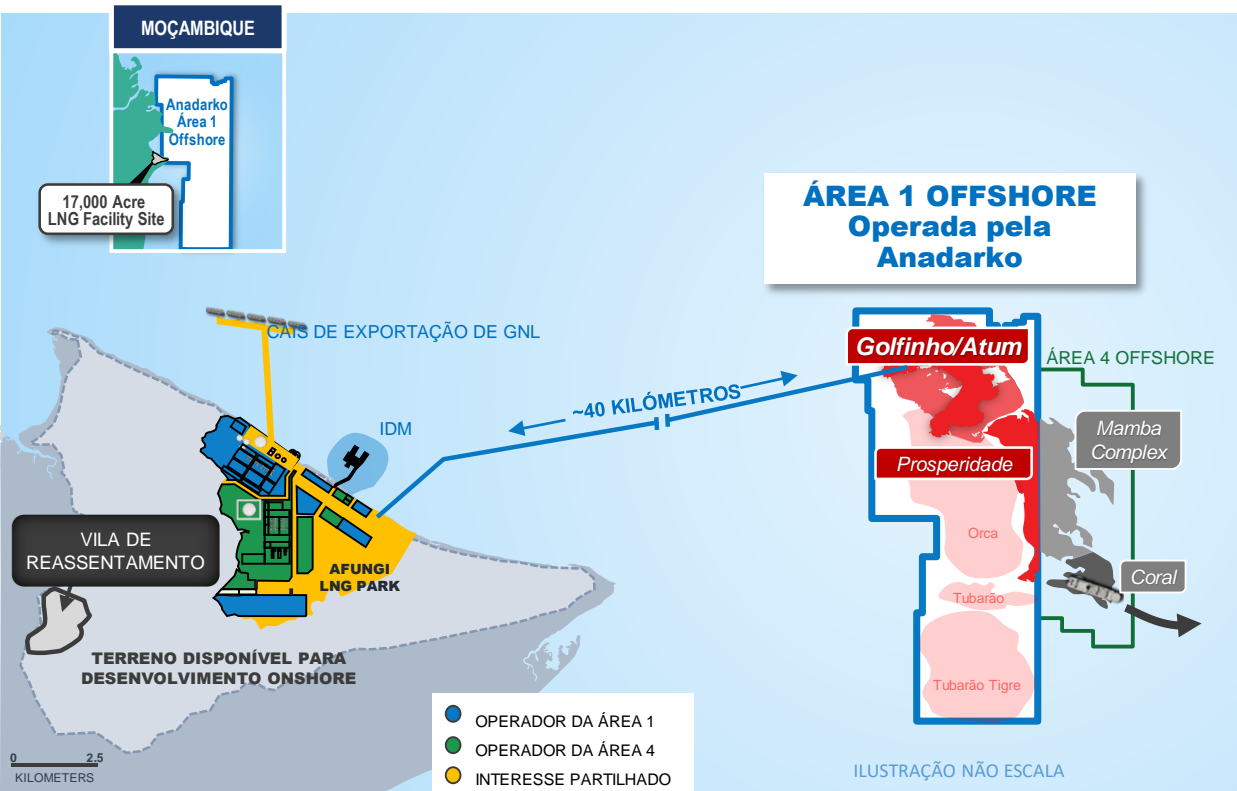 MOÇAMBIQUE
Anadarko
Área 1
Offshore
17,000 Acre
LNG Facility Site
ÁREA 1 OFFSHORE
Operada pela
Anadarko
CAIS DE EXPORTAÇÃO DE GNL
~40 KILÓMETROS
IDM
Golfinho/Atum
ÁREA 4 OFFSHORE
Mamba
Complex
Prosperidade
Orca
Coral
Tubarão
Tubarão Tigre
VILA DE
REASSENTAMENTO
AFUNGI
LNG PARK
TERRENO DISPONÍVEL PARA
DESENVOLVIMENTO ONSHORE
OPERADOR DA ÁREA 1
OPERADOR DA ÁREA 4
INTERESSE PARTILHADO
0 2.5
KILOMETERS
ILUSTRAÇÃO NÃO ESCALA